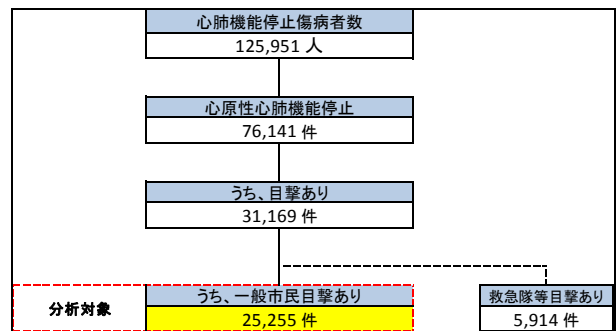 心肺機能停止傷病者数
125,951 人
心原性心肺機能停止
76,141 件
うち、目撃あり
31,169 件
分析対象
うち、一般市民目撃あり
25,255 件
救急隊等目撃あり
5,914 件